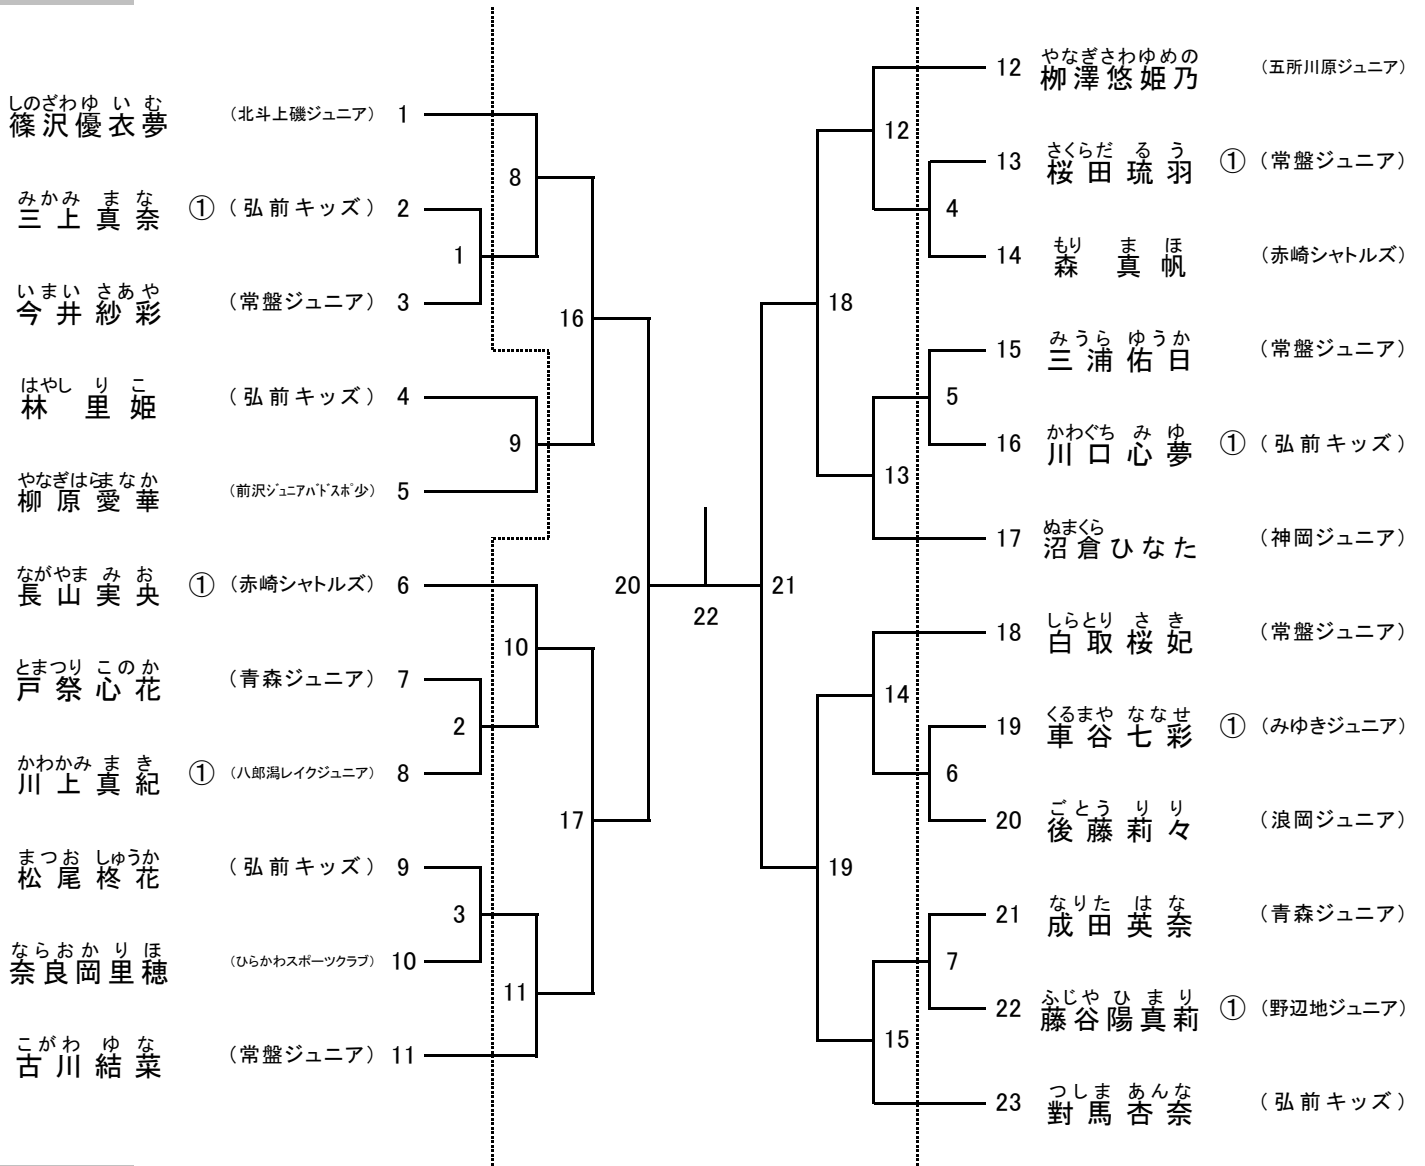 しのざわゆいむ
篠沢優衣夢 （北斗上磯ジュニア） 1
みかみ まな
三上真奈 ① （弘前キッズ） 2
いまい さあや
今井紗彩 （常盤ジュニア） 3
はやし りこ
林 里姫 （弘前キッズ） 4
やなぎはらまなか
柳原愛華 （前沢ｼﾞｭﾆｱﾊﾞﾄﾞｽﾎﾟ少） 5
ながやま みお
長山実央 ① （赤崎シャトルズ） 6
とまつり このか
戸祭心花 （青森ジュニア） 7
かわかみ まき
川上真紀 ① （八郎潟レイクジュニア） 8
まつお しゅうか
松尾柊花 （弘前キッズ） 9
ならおか りほ
奈良岡里穂 （ひらかわスポーツクラブ） 10
こがわ ゆな
古川結菜 （常盤ジュニア） 11
1
2
3
8
9
10
11
16
17
20
22
21
18
19
12
13
14
15
4
5
6
7
やなぎさわゆめの
12 栁澤悠姫乃 （五所川原ジュニア）
さくらだ るう
13 桜田琉羽 ① （常盤ジュニア）
もり まほ
14 森 真帆 （赤崎シャトルズ）
みうら ゆうか
15 三浦佑日 （常盤ジュニア）
かわぐち みゆ
16 川口心夢 ① （弘前キッズ）
ぬまくら
17 沼倉ひなた （神岡ジュニア）
しらとり さき
18 白取桜妃 （常盤ジュニア）
くるまや ななせ
19 車谷七彩 ① （みゆきジュニア）
ごとう りり
20 後藤莉々 （浪岡ジュニア）
なりた はな
21 成田英奈 （青森ジュニア）
ふじや ひまり
22 藤谷陽真莉 ① （野辺地ジュニア）
つしま あんな
23 對馬杏奈 （弘前キッズ）